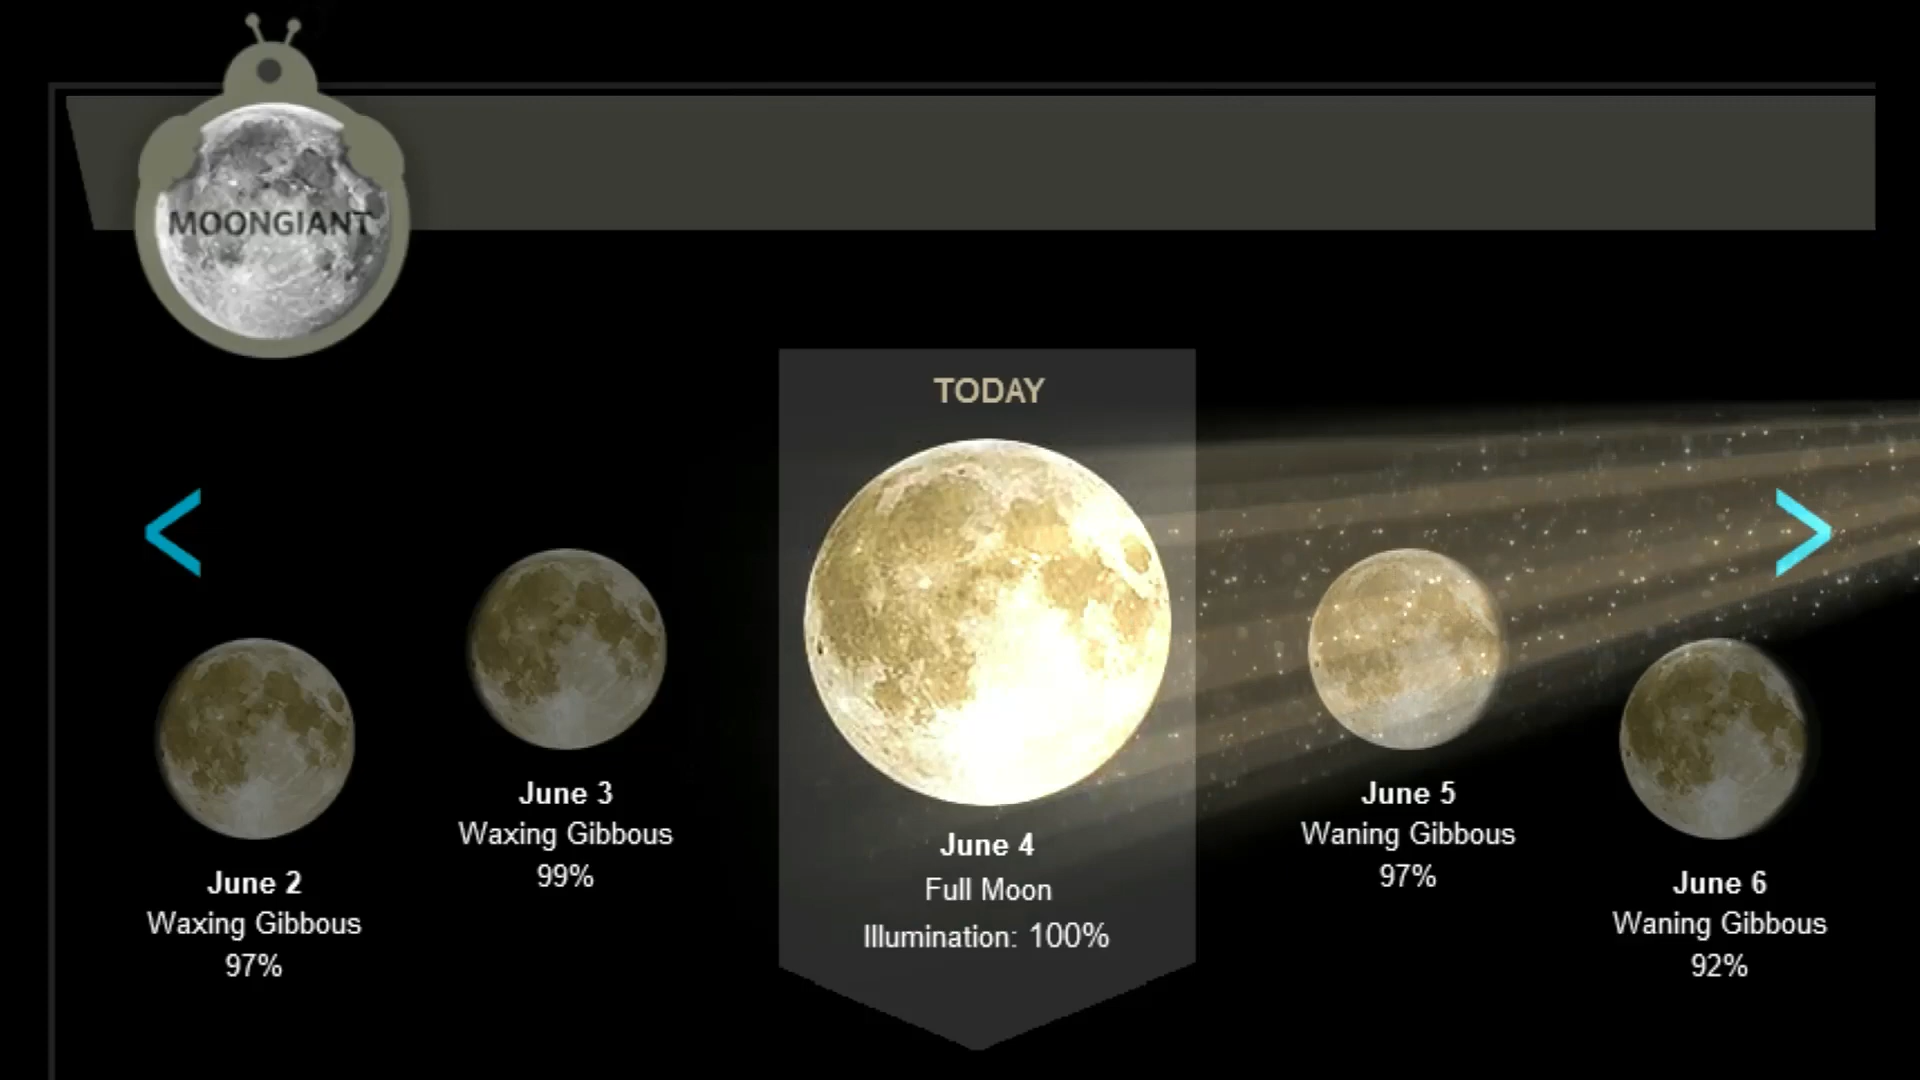 MOONGIANT
TODAY
June 2
Waxing Gibbous
97%
June 3
Waxing Gibbous
99%
June 4
Full Moon
Illumination: 100%
June 5
Waning Gibbous
97%
June 6
Waning Gibbous
92%